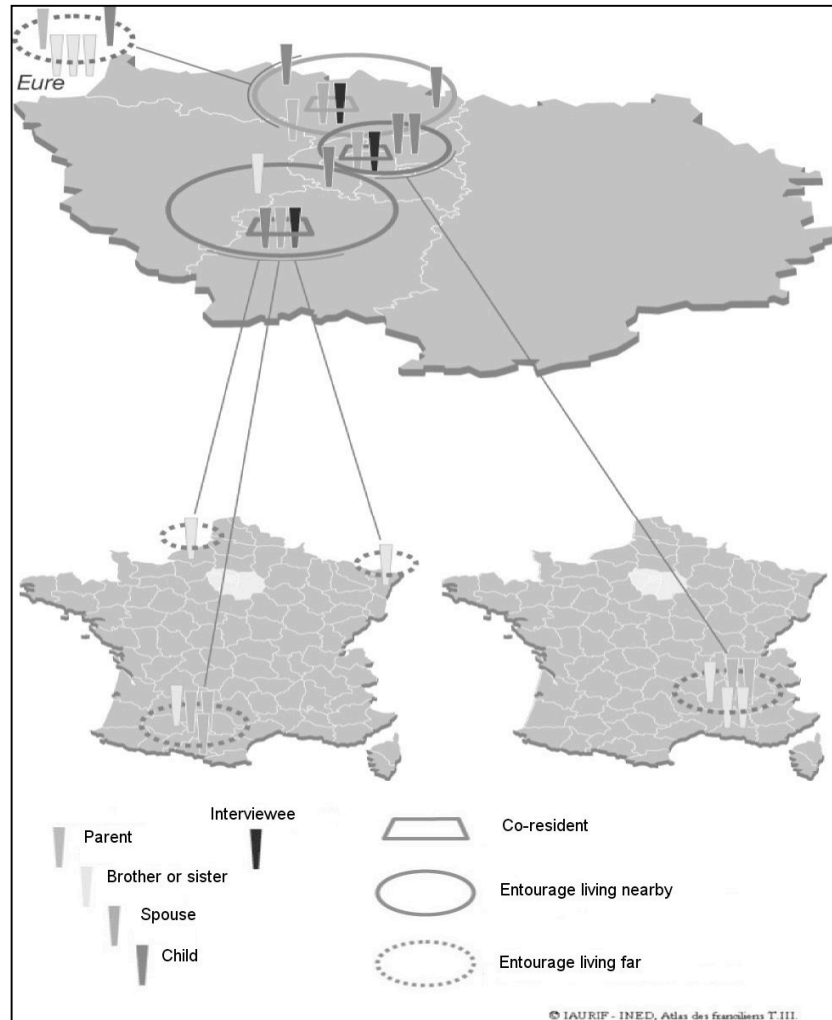 Eure
Interviewee
Parent
Co-resident
Brother or sister
Entourage living nearby
Spouse
Child
Entourage living far
© IAURIF - INED, Atlas des franciliens T.III.